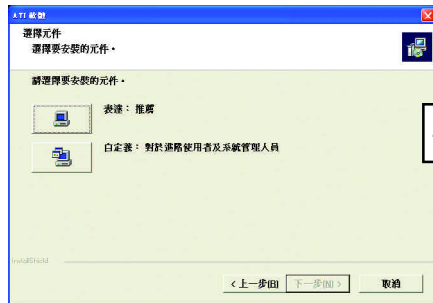 ATI 軟體
選擇元件
選擇要安裝的元件。
請選擇要安裝的元件。
表達： 推薦
自定義： 對於進階使用者及系統管理人員
InstallShield
< 上一步(B) 下一步(N) > 取消